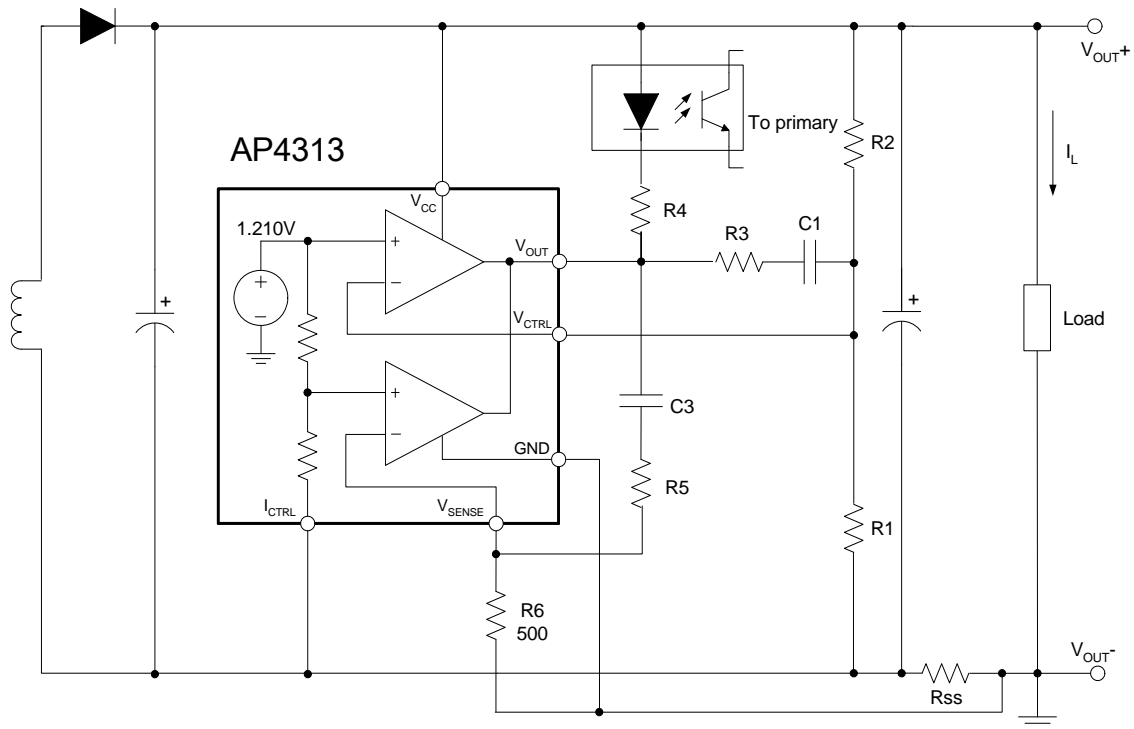 V_OUT+
To primary
R2
I_L
AP4313
R4
V_CC
1.210V
R3
C1
V_OUT
+
−
+
−
+
+
V_CTRL
Load
C3
+
−
GND
R5
I_CTRL
V_SENSE
R1
R6
500
V_OUT-
Rss